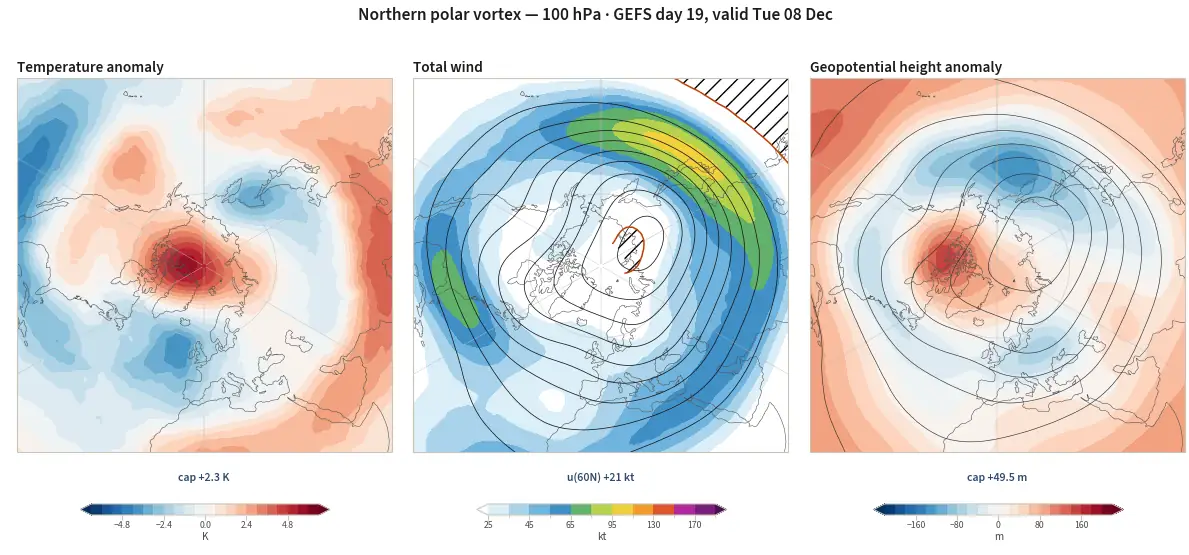 Northern polar vortex — 100 hPa · GEFS day 19, valid Tue 08 Dec
Temperature anomaly
Total wind
Geopotential height anomaly
cap +2.3 K
u(60N) +21 kt
cap +49.5 m
−4.8 −2.4 0.0 2.4 4.8
K
25 45 65 95 130 170
kt
−160 −80 0 80 160
m